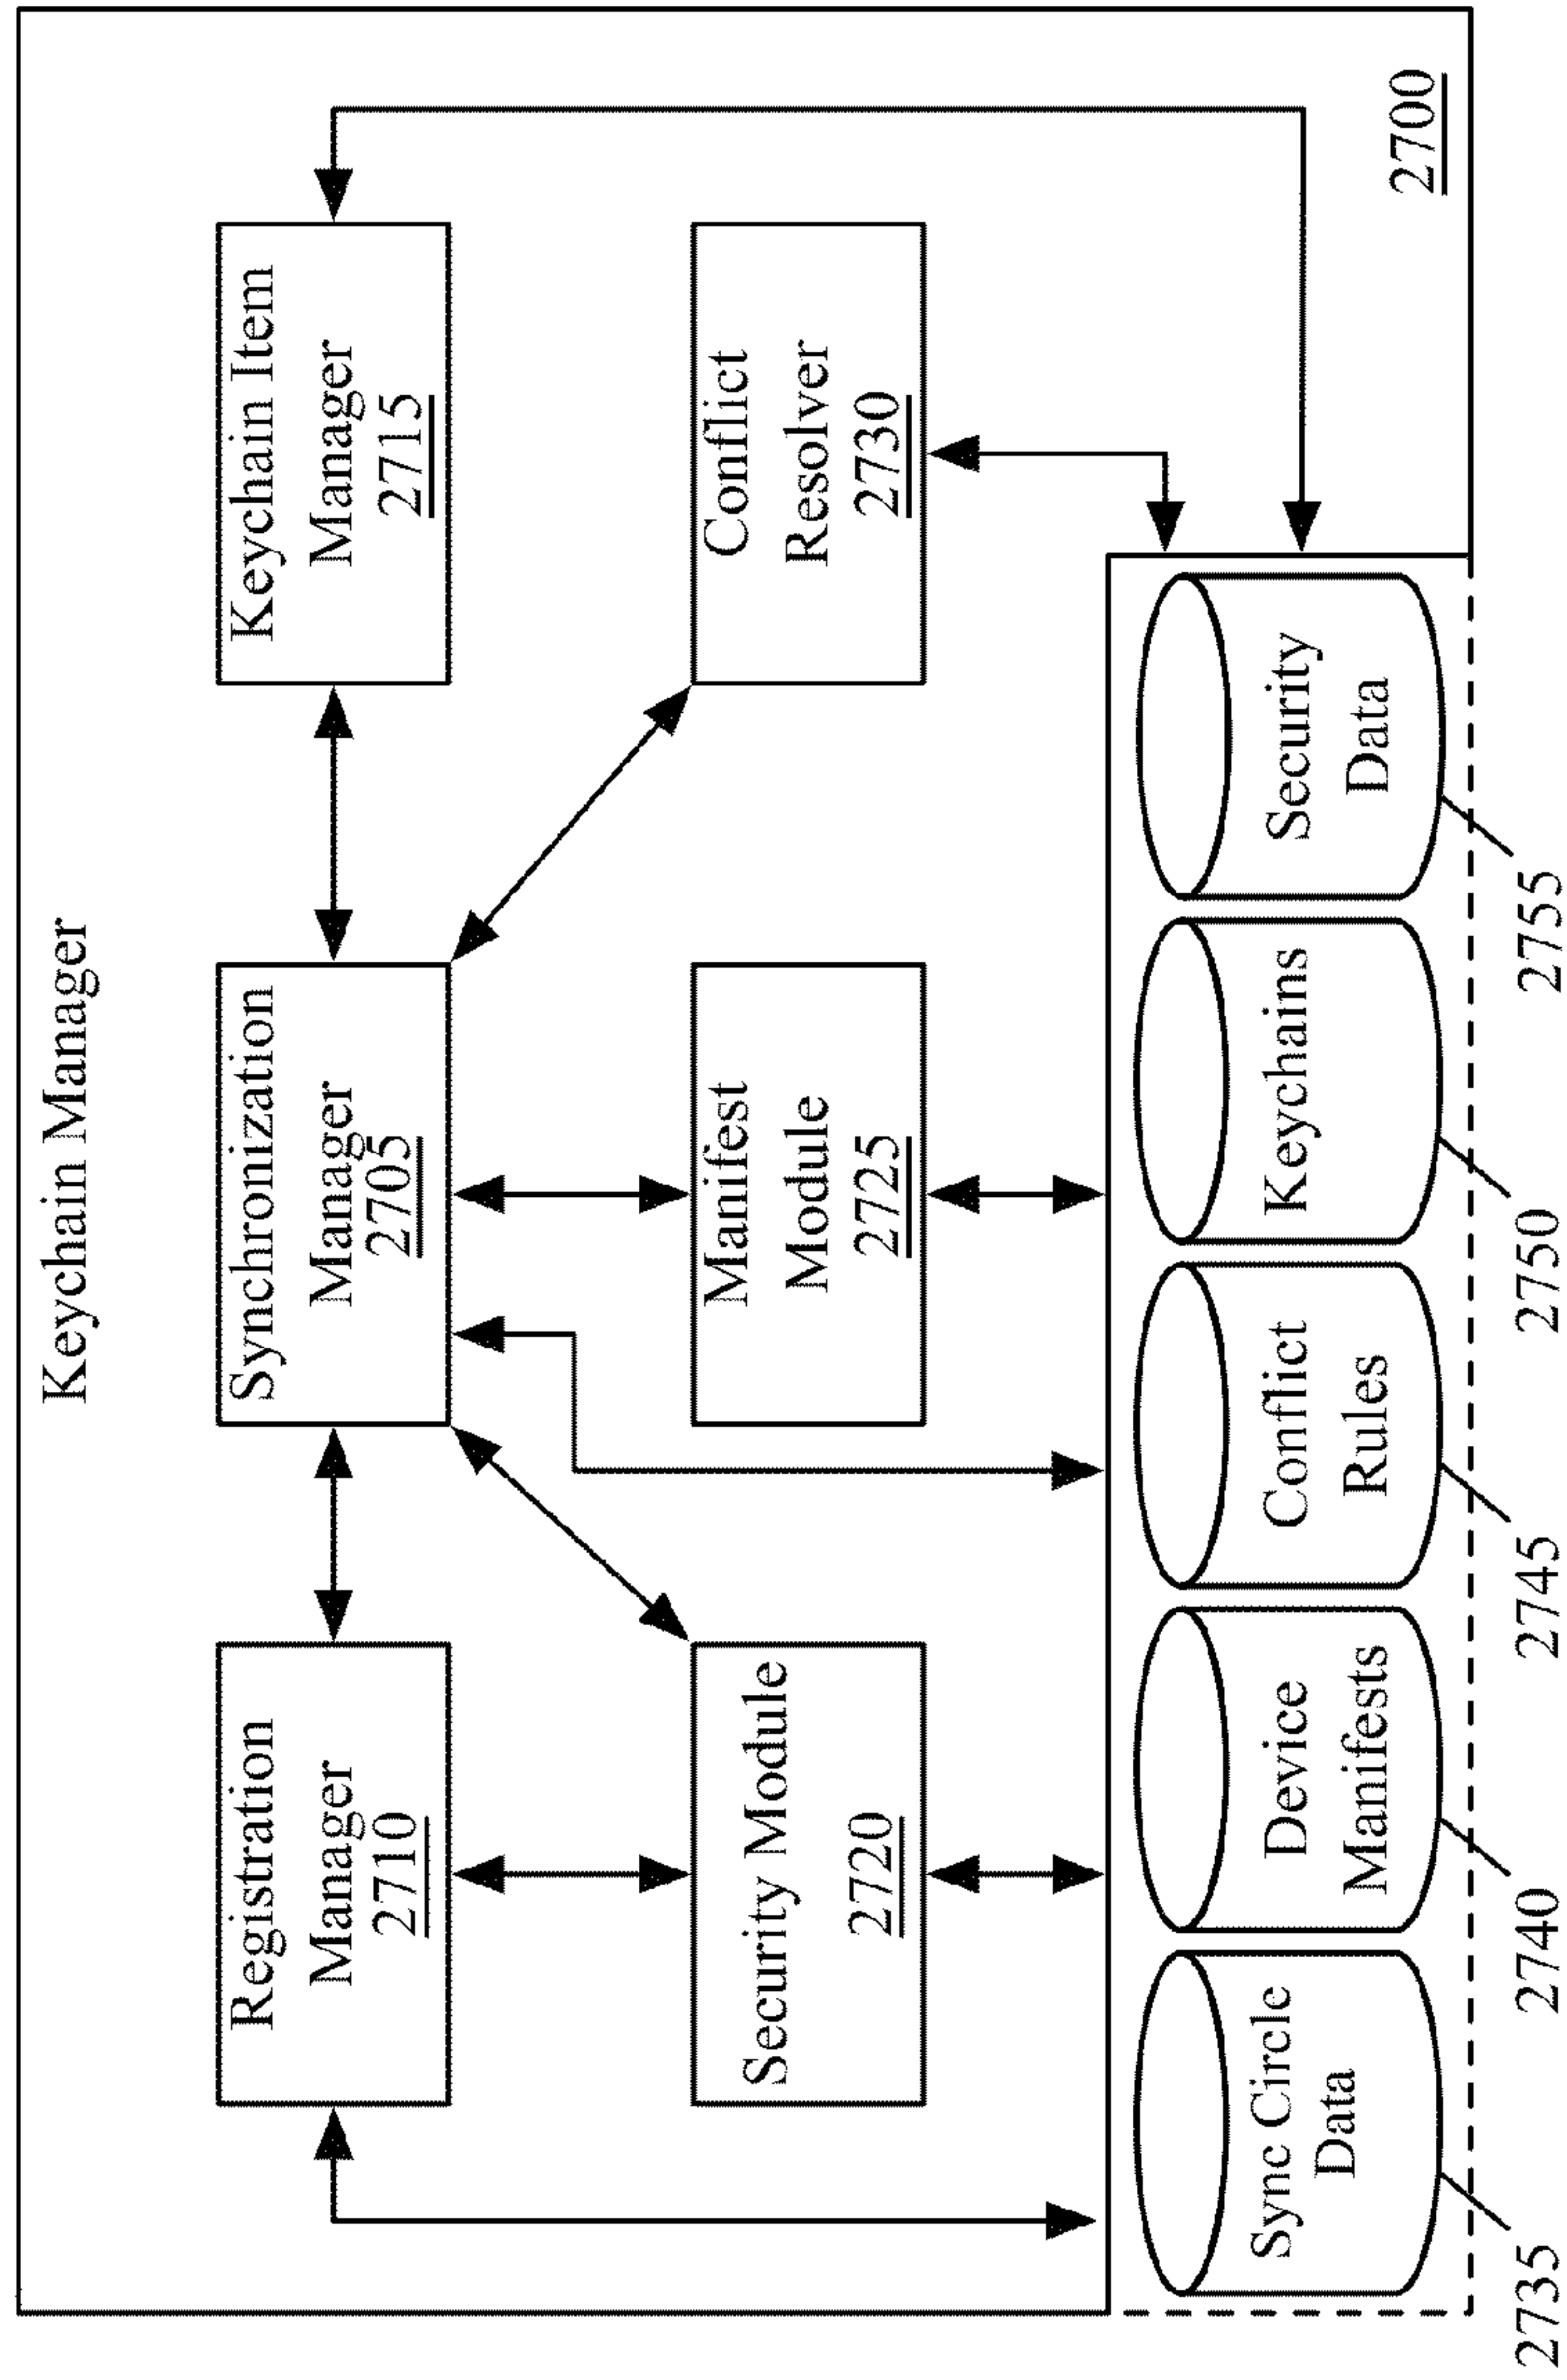 Keychain Manager
Registration
Manager
2710
Synchronization
Manager
2705
Keychain Item
Manager
2715
Security Module
2720
Manifest
Module
2725
Conflict
Resolver
2730
Sync Circle
Data
Device
Manifests
Conflict
Rules
Keychains
Security
Data
2700
2735
2740
2745
2750
2755